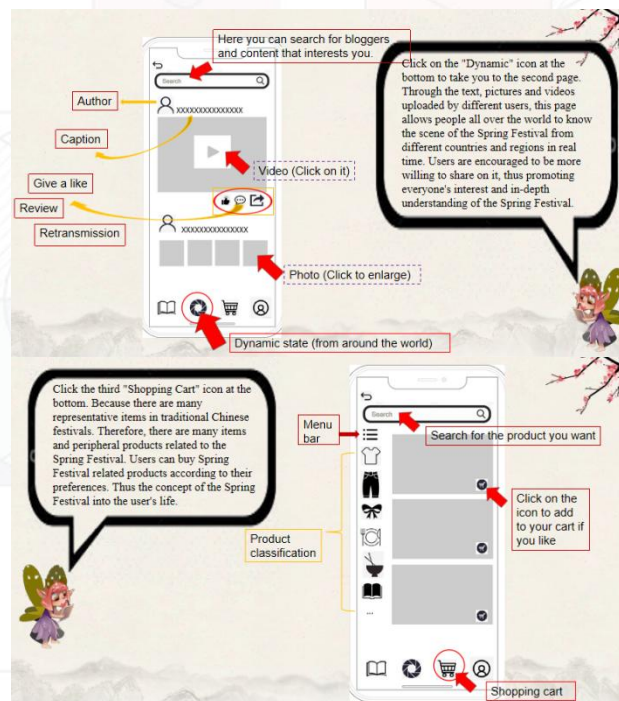 Here you can search for bloggers
and content that interests you.
Search
Author
xxxxxxxxxxxxxxx
Caption
Video (Click on it)
Give a like
Review
Retransmission
xxxxxxxxxxxxxxx
Photo (Click to enlarge)
Dynamic state (from around the world)
Click on the "Dynamic" icon at the
bottom to take you to the second page.
Through the text, pictures and videos
uploaded by different users, this page
allows people all over the world to know
the scene of the Spring Festival from
different countries and regions in real
time. Users are encouraged to be more
willing to share on it, thus promoting
everyone's interest and in-depth
understanding of the Spring Festival.
Click the third "Shopping Cart" icon at the
bottom. Because there are many
representative items in traditional Chinese
festivals. Therefore, there are many items
and peripheral products related to the
Spring Festival. Users can buy Spring
Festival related products according to their
preferences. Thus the concept of the Spring
Festival into the user's life.
Search
Menu
bar
Search for the product you want
Product
classification
Click on the
icon to add
to your cart if
you like
...
Shopping cart